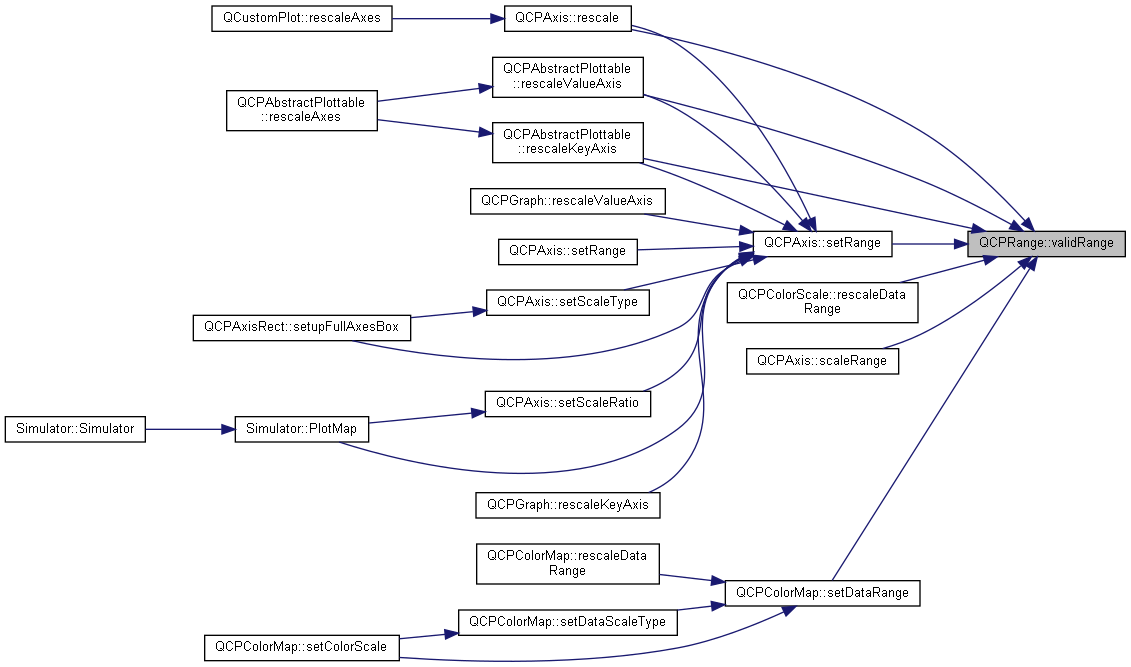 QCustomPlot::rescaleAxes
QCPAxis::rescale
QCPAbstractPlottable
::rescaleValueAxis
QCPAbstractPlottable
::rescaleAxes
QCPAbstractPlottable
::rescaleKeyAxis
QCPGraph::rescaleValueAxis
QCPAxis::setRange
QCPAxis::setRange
QCPRange::validRange
QCPAxis::setScaleType
QCPColorScale::rescaleData
Range
QCPAxisRect::setupFullAxesBox
QCPAxis::scaleRange
QCPAxis::setScaleRatio
Simulator::Simulator
Simulator::PlotMap
QCPGraph::rescaleKeyAxis
QCPColorMap::rescaleData
Range
QCPColorMap::setDataRange
QCPColorMap::setDataScaleType
QCPColorMap::setColorScale